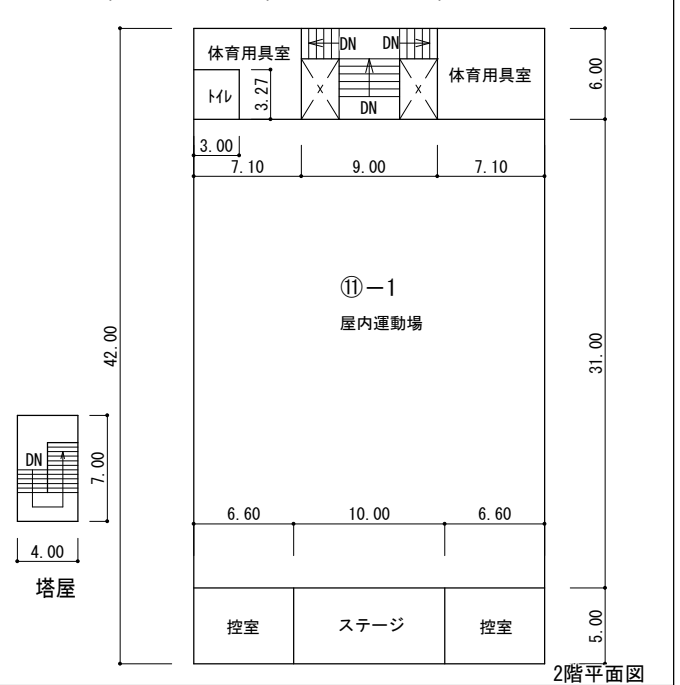 体育用具室
DN
DN
体育用具室
ﾄｲﾚ
3.27
DN
6.00
3.00
7.10
9.00
7.10
⑪－1
屋内運動場
42.00
31.00
DN
7.00
4.00
塔屋
6.60
10.00
6.60
控室
ステージ
控室
5.00
2階平面図